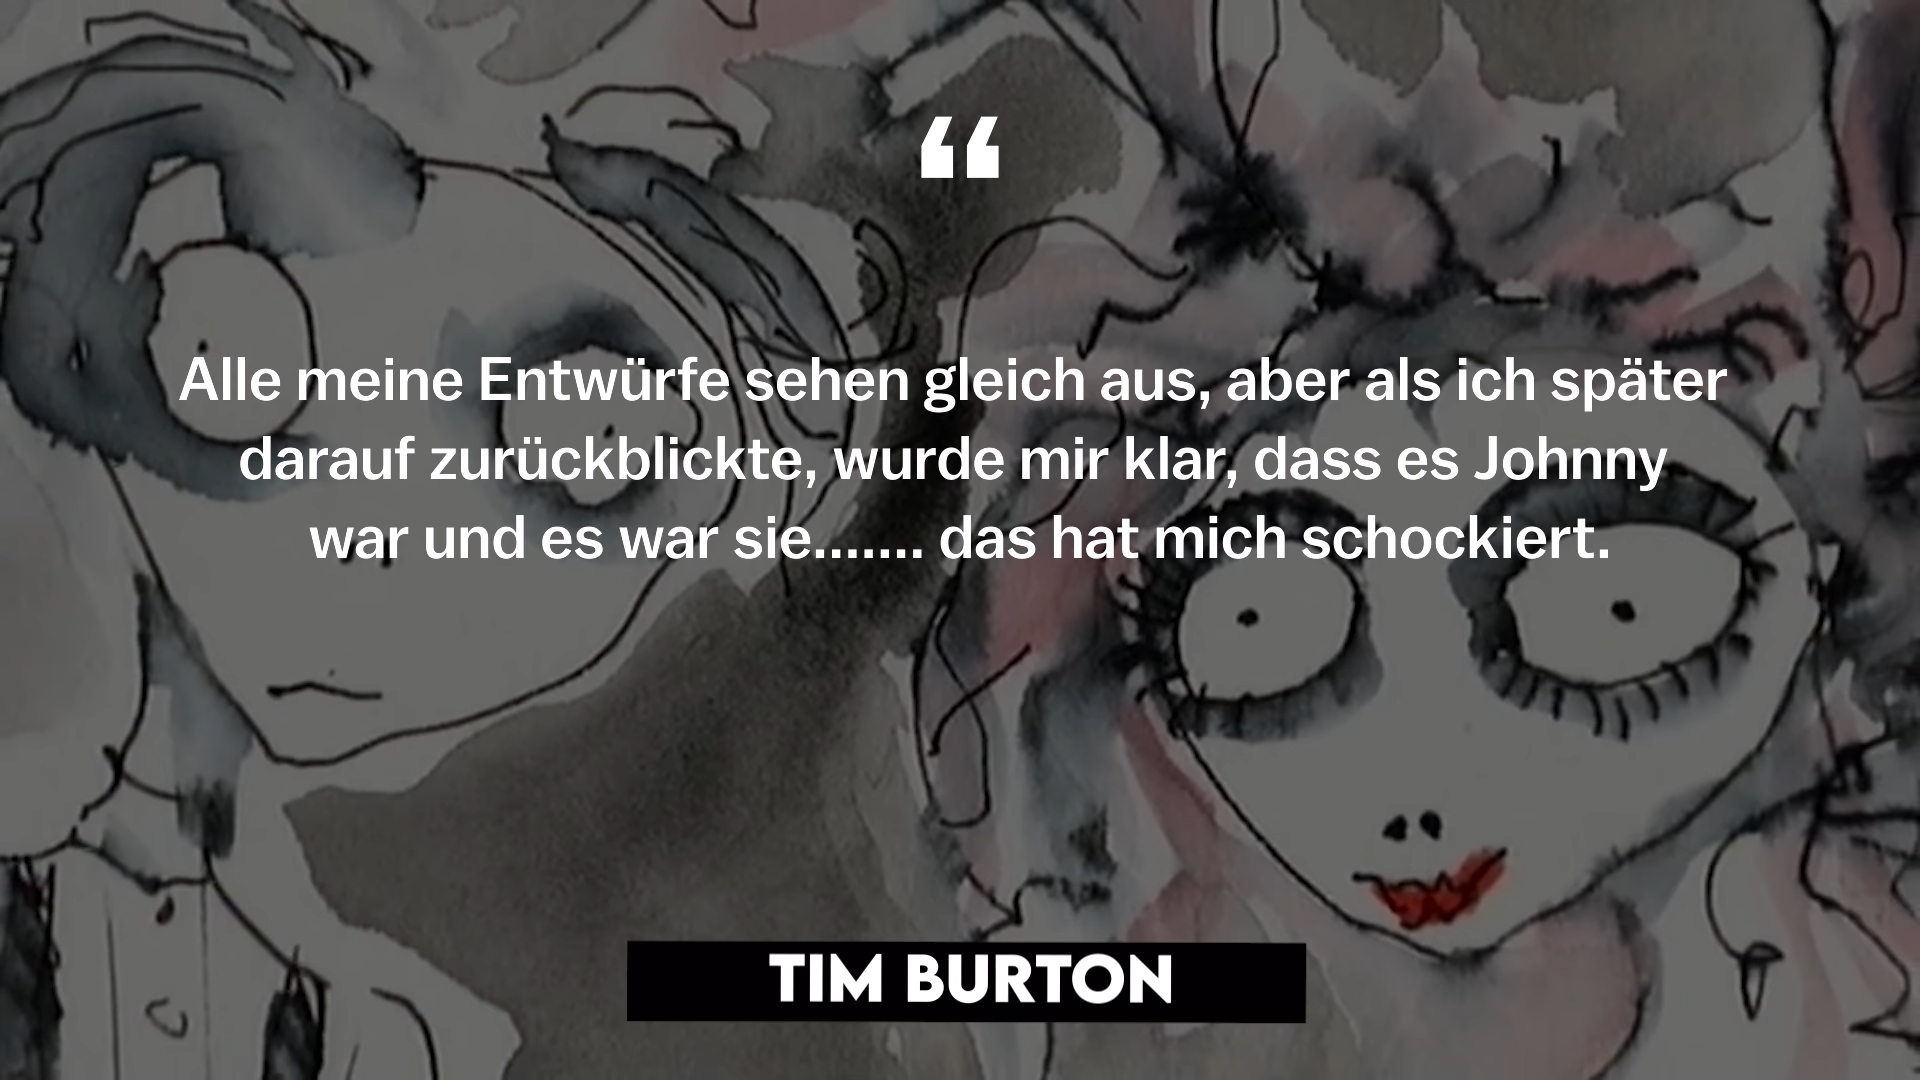 “
Alle meine Entwürfe sehen gleich aus, aber als ich später
darauf zurückblickte, wurde mir klar, dass es Johnny
war und es war sie....... das hat mich schockiert.
TIM BURTON